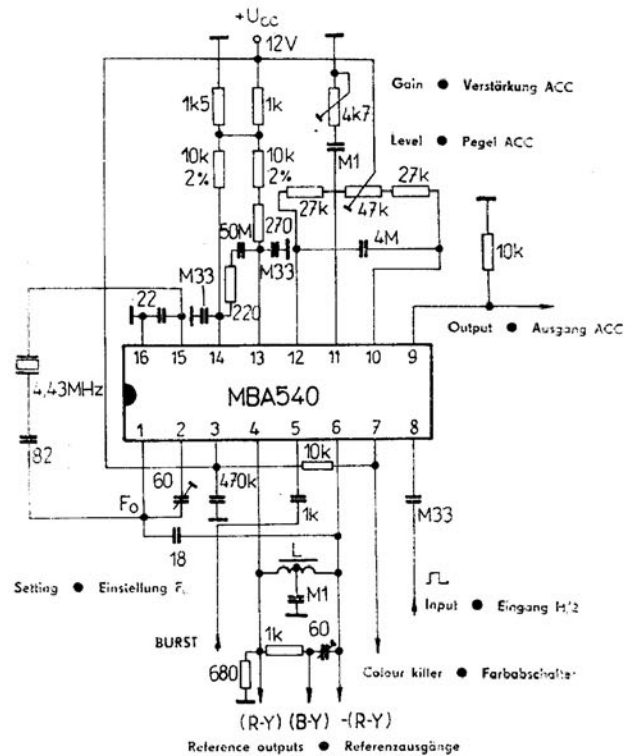 +UCC
12V
1k5
1k
4k7
Gain ● Verstärkung ACC
M1
Level ● Pegel ACC
10k
2%
10k
2%
27k
47k
27k
270
50M
M33
4M
10k
M33
220
22
Output ● Ausgang ACC
16 15 14 13 12 11 10 9
4,43MHz
MBA540
1 2 3 4 5 6 7 8
82
10k
60
470k
1k
M33
F0
18
L
Setting ● Einstellung
M1
Input ● Eingang H/2
BURST
1k
60
Colour killer ● Farbabschalter
680
(R-Y) (B-Y) -(R-Y)
Reference outputs ● Referenzausgänge